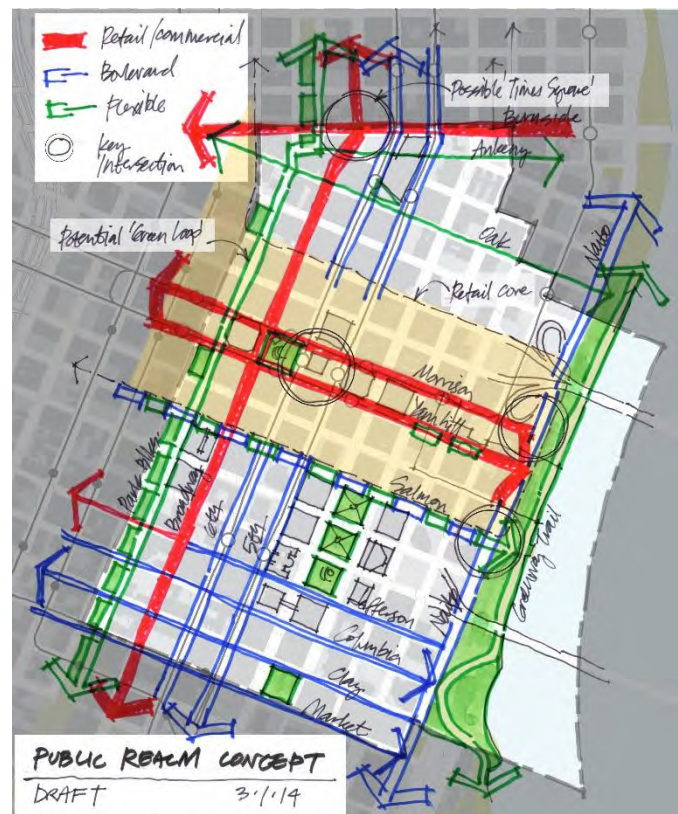 Retail/commercial
Boulevard
Flexible
Key
Intersection
Possible 'Times Square'
Burnside
Ankeny
Oak
Naito
Potential 'Green Loop'
Retail core
Morrison
Yamhill
Salmon
Park Blks
Broadway
6th
5th
Jefferson
Columbia
Clay
Market
Naito
Greenway Trail
PUBLIC REALM CONCEPT
DRAFT 3.1.14